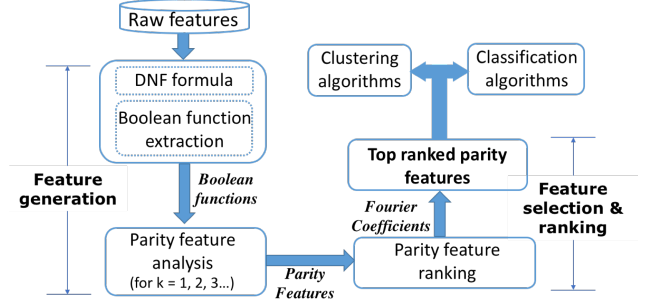 Raw features
DNF formula
Boolean function
extraction
Feature
generation
Boolean
functions
Parity feature
analysis
(for k = 1, 2, 3...)
Parity
Features
Clustering
algorithms
Classification
algorithms
Top ranked parity
features
Fourier
Coefficients
Parity feature
ranking
Feature
selection &
ranking